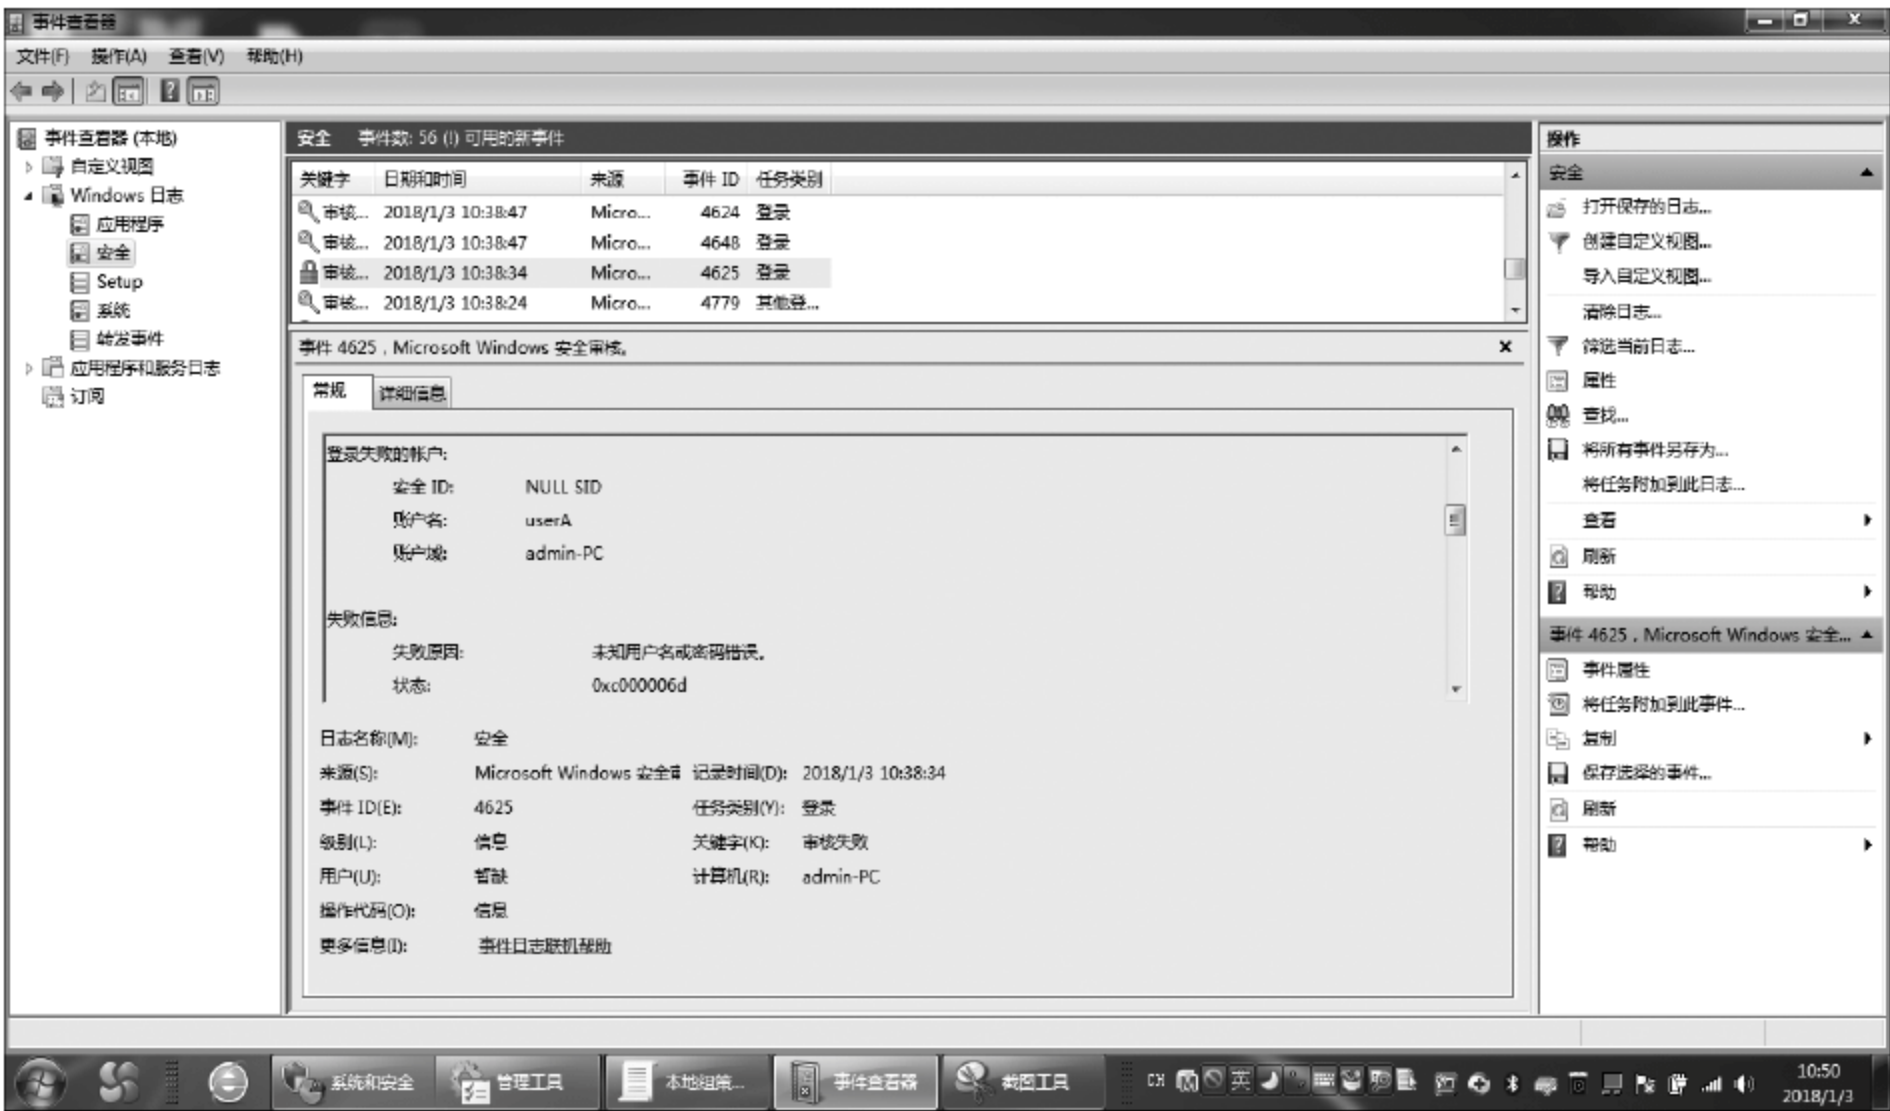 事件查看器
文件(F) 操作(A) 查看(V) 帮助(H)
事件查看器 (本地)
自定义视图
Windows 日志
应用程序
安全
Setup
系统
转发事件
应用程序和服务日志
订阅
安全 事件数: 56 (!) 可用的新事件
关键字 日期和时间 来源 事件 ID 任务类别
审核... 2018/1/3 10:38:47 Micro... 4624 登录
审核... 2018/1/3 10:38:47 Micro... 4648 登录
审核... 2018/1/3 10:38:34 Micro... 4625 登录
审核... 2018/1/3 10:38:24 Micro... 4779 其他登...
事件 4625，Microsoft Windows 安全审核。
常规 详细信息
登录失败的帐户:
安全 ID: NULL SID
账户名: userA
账户域: admin-PC
失败信息:
失败原因: 未知用户名或密码错误。
状态: 0xc000006d
日志名称(M): 安全
来源(S): Microsoft Windows 安全审 记录时间(D): 2018/1/3 10:38:34
事件 ID(E): 4625 任务类别(Y): 登录
级别(L): 信息 关键字(K): 审核失败
用户(U): 暂缺 计算机(R): admin-PC
操作代码(O): 信息
更多信息(I): 事件日志联机帮助
操作
安全
打开保存的日志...
创建自定义视图...
导入自定义视图...
清除日志...
筛选当前日志...
属性
查找...
将所有事件另存为...
将任务附加到此日志...
查看
刷新
帮助
事件 4625，Microsoft Windows 安全...
事件属性
将任务附加到此事件...
复制
保存选择的事件...
刷新
帮助
系统和安全 管理工具 本地组策... 事件查看器 截图工具 CH 英 10:50
2018/1/3